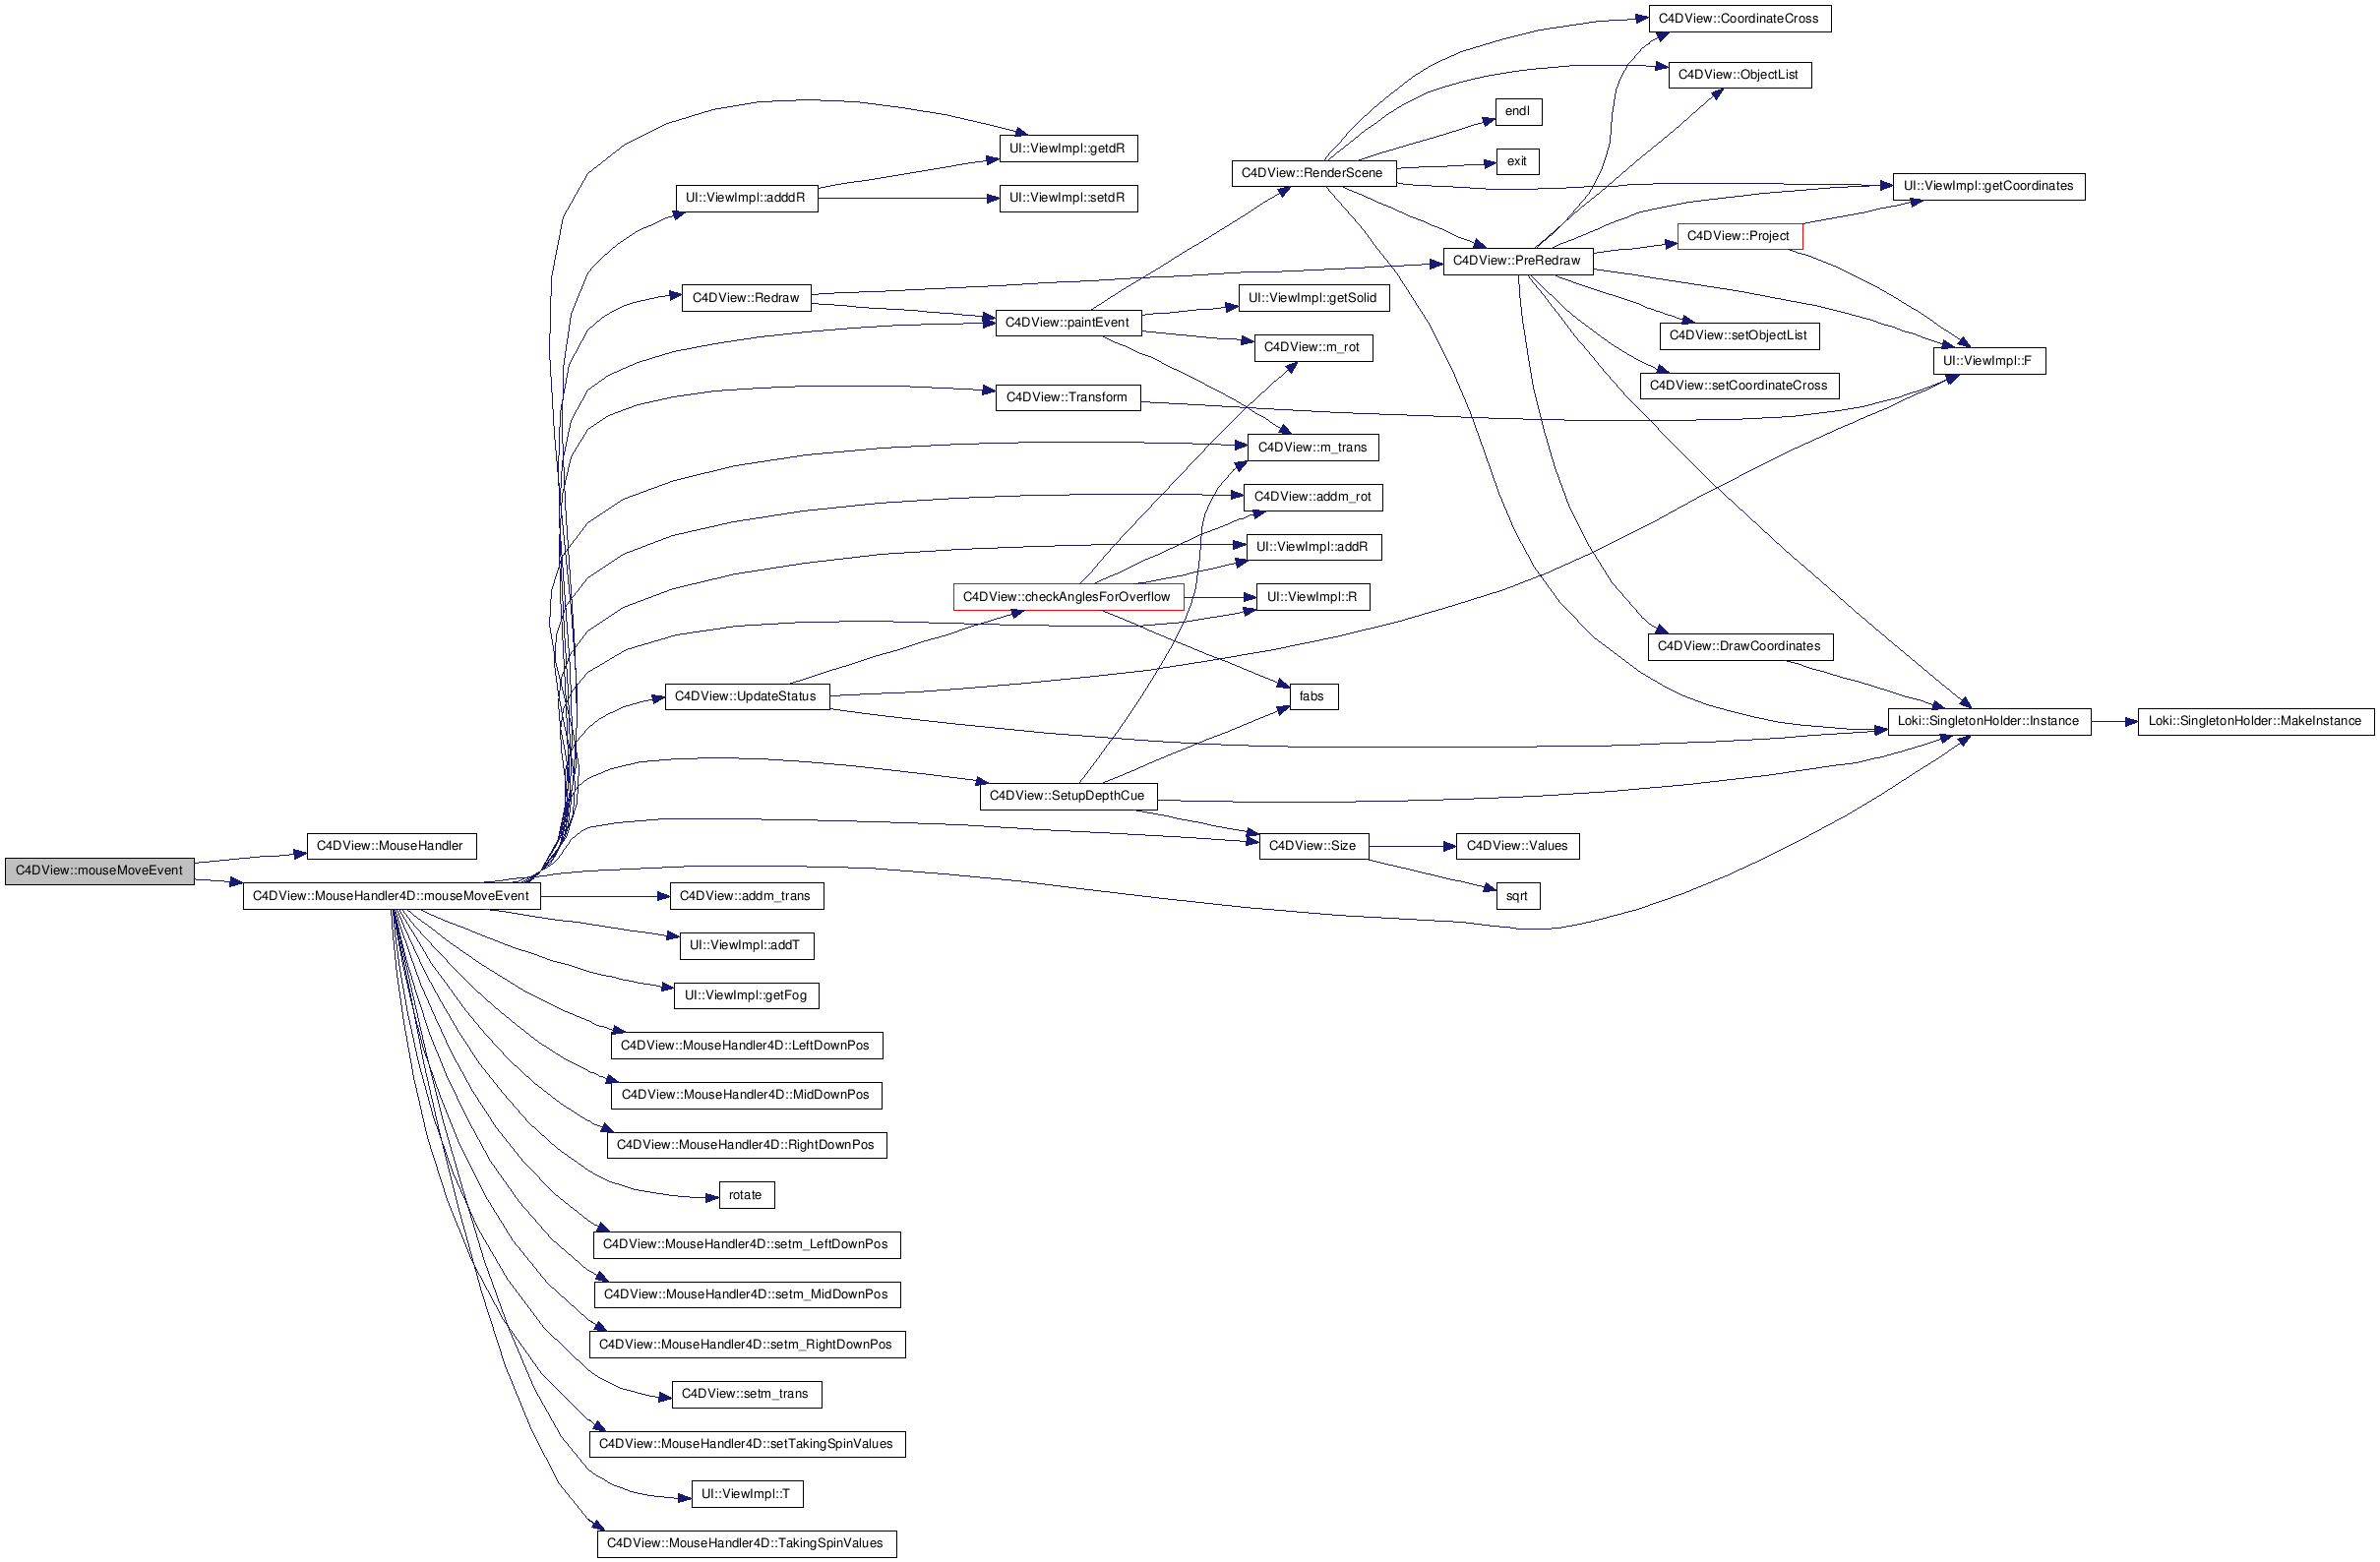 C4DView::CoordinateCross
C4DView::ObjectList
endl
UI::ViewImpl::getdR
exit
C4DView::RenderScene
UI::ViewImpl::getCoordinates
UI::ViewImpl::adddR
UI::ViewImpl::setdR
C4DView::Project
C4DView::PreRedraw
C4DView::Redraw
UI::ViewImpl::getSolid
C4DView::paintEvent
C4DView::setObjectList
C4DView::m_rot
UI::ViewImpl::F
C4DView::setCoordinateCross
C4DView::Transform
C4DView::m_trans
C4DView::addm_rot
UI::ViewImpl::addR
C4DView::checkAnglesForOverflow
UI::ViewImpl::R
C4DView::DrawCoordinates
C4DView::UpdateStatus
fabs
Loki::SingletonHolder::Instance
Loki::SingletonHolder::MakeInstance
C4DView::SetupDepthCue
C4DView::MouseHandler
C4DView::Size
C4DView::Values
C4DView::mouseMoveEvent
C4DView::MouseHandler4D::mouseMoveEvent
C4DView::addm_trans
sqrt
UI::ViewImpl::addT
UI::ViewImpl::getFog
C4DView::MouseHandler4D::LeftDownPos
C4DView::MouseHandler4D::MidDownPos
C4DView::MouseHandler4D::RightDownPos
rotate
C4DView::MouseHandler4D::setm_LeftDownPos
C4DView::MouseHandler4D::setm_MidDownPos
C4DView::MouseHandler4D::setm_RightDownPos
C4DView::setm_trans
C4DView::MouseHandler4D::setTakingSpinValues
UI::ViewImpl::T
C4DView::MouseHandler4D::TakingSpinValues